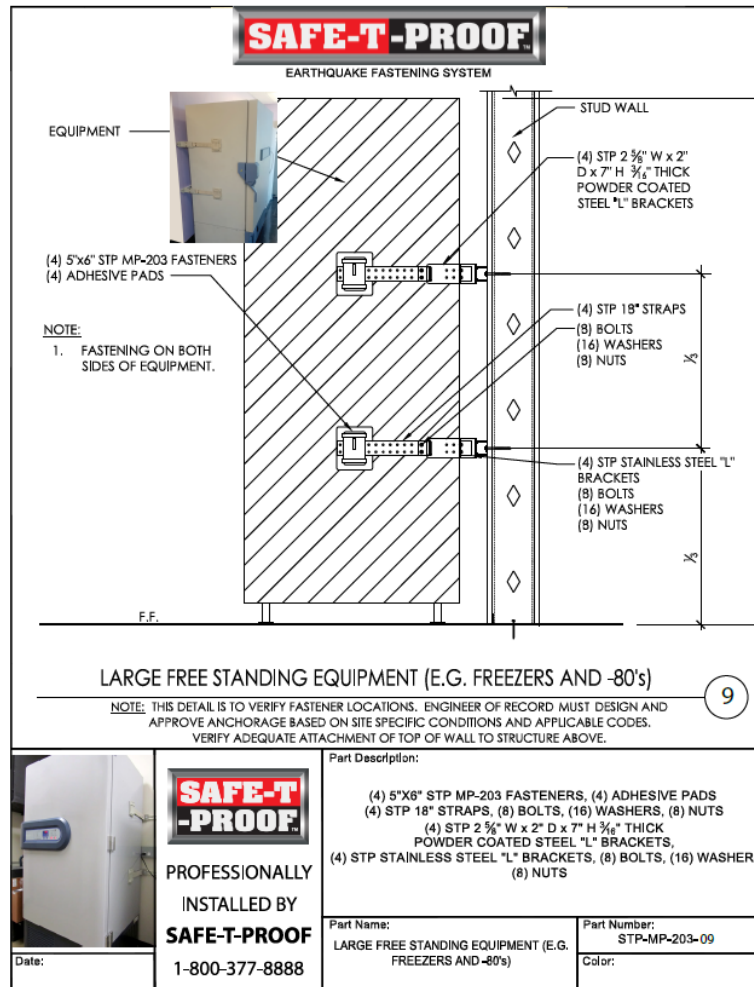 SAFE-T-PROOF™
EARTHQUAKE FASTENING SYSTEM
STUD WALL
EQUIPMENT
(4) STP 2 ⅝" W x 2"
D x 7" H 3⁄16" THICK
POWDER COATED
STEEL "L" BRACKETS
(4) 5"x6" STP MP-203 FASTENERS
(4) ADHESIVE PADS
NOTE:
1. FASTENING ON BOTH
SIDES OF EQUIPMENT.
(4) STP 18" STRAPS
(8) BOLTS
(16) WASHERS
(8) NUTS
⅓
(4) STP STAINLESS STEEL "L"
BRACKETS
(8) BOLTS
(16) WASHERS
(8) NUTS
⅓
F.F.
LARGE FREE STANDING EQUIPMENT (E.G. FREEZERS AND -80's)
9
NOTE: THIS DETAIL IS TO VERIFY FASTENER LOCATIONS. ENGINEER OF RECORD MUST DESIGN AND
APPROVE ANCHORAGE BASED ON SITE SPECIFIC CONDITIONS AND APPLICABLE CODES.
VERIFY ADEQUATE ATTACHMENT OF TOP OF WALL TO STRUCTURE ABOVE.
SAFE-T
-PROOF™
PROFESSIONALLY
INSTALLED BY
SAFE-T-PROOF
1-800-377-8888
Date:
Part Description:
(4) 5"X6" STP MP-203 FASTENERS, (4) ADHESIVE PADS
(4) STP 18" STRAPS, (8) BOLTS, (16) WASHERS, (8) NUTS
(4) STP 2 ⅝" W x 2" D x 7" H 3⁄16" THICK
POWDER COATED STEEL "L" BRACKETS,
(4) STP STAINLESS STEEL "L" BRACKETS, (8) BOLTS, (16) WASHER
(8) NUTS
Part Name:
LARGE FREE STANDING EQUIPMENT (E.G.
FREEZERS AND -80's)
Part Number:
STP-MP-203-09
Color: